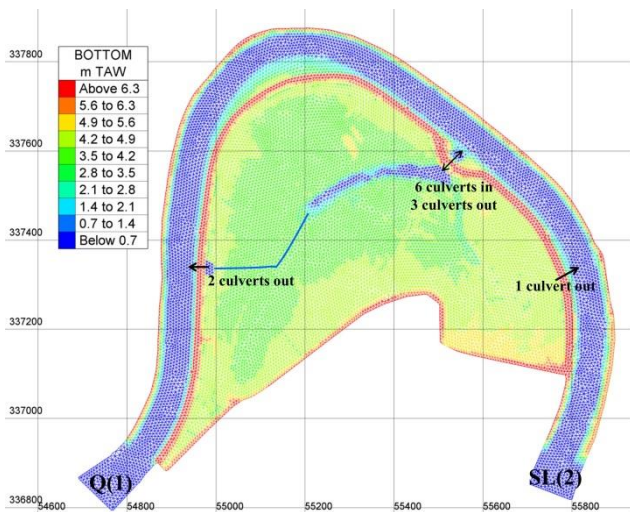 337800
BOTTOM
m TAW
Above 6.3
5.6 to 6.3
4.9 to 5.6
4.2 to 4.9
3.5 to 4.2
2.8 to 3.5
2.1 to 2.8
1.4 to 2.1
0.7 to 1.4
Below 0.7
337600
6 culverts in
3 culverts out
337400
2 culverts out
1 culvert out
337200
337000
Q(1)
SL(2)
336800
54600
54800
55000
55200
55400
55600
55800